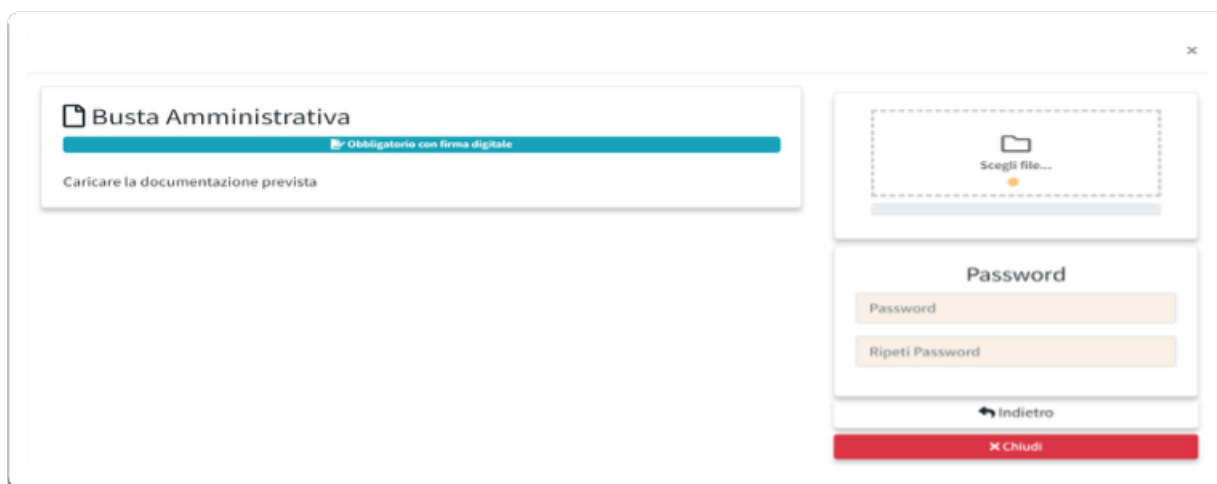 ×
Busta Amministrativa
Obbligatorio con firma digitale
Caricare la documentazione prevista
Scegli file...
Password
Password
Ripeti Password
Indietro
× Chiudi